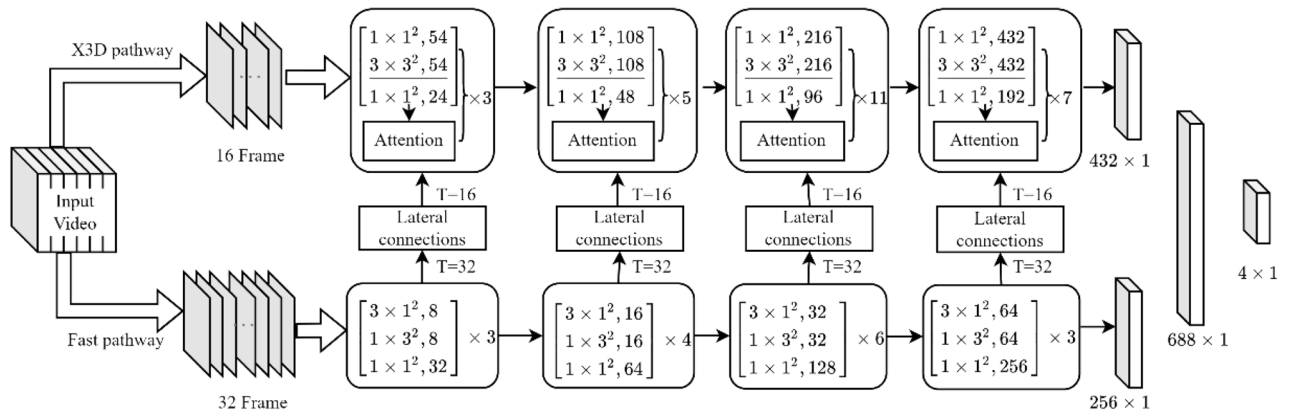 X3D pathway
16 Frame
1 × 1², 54
3 × 3², 54
1 × 1², 24
×3
Attention
1 × 1², 108
3 × 3², 108
1 × 1², 48
×5
Attention
1 × 1², 216
3 × 3², 216
1 × 1², 96
×11
Attention
1 × 1², 432
3 × 3², 432
1 × 1², 192
×7
Attention
432 × 1
Input
Video
T−16
Lateral
connections
T=32
T−16
Lateral
connections
T=32
T−16
Lateral
connections
T=32
T−16
Lateral
connections
T=32
688 × 1
4 × 1
Fast pathway
32 Frame
3 × 1², 8
1 × 3², 8
1 × 1², 32
× 3
3 × 1², 16
1 × 3², 16
1 × 1², 64
× 4
3 × 1², 32
1 × 3², 32
1 × 1², 128
× 6
3 × 1², 64
1 × 3², 64
1 × 1², 256
× 3
256 × 1